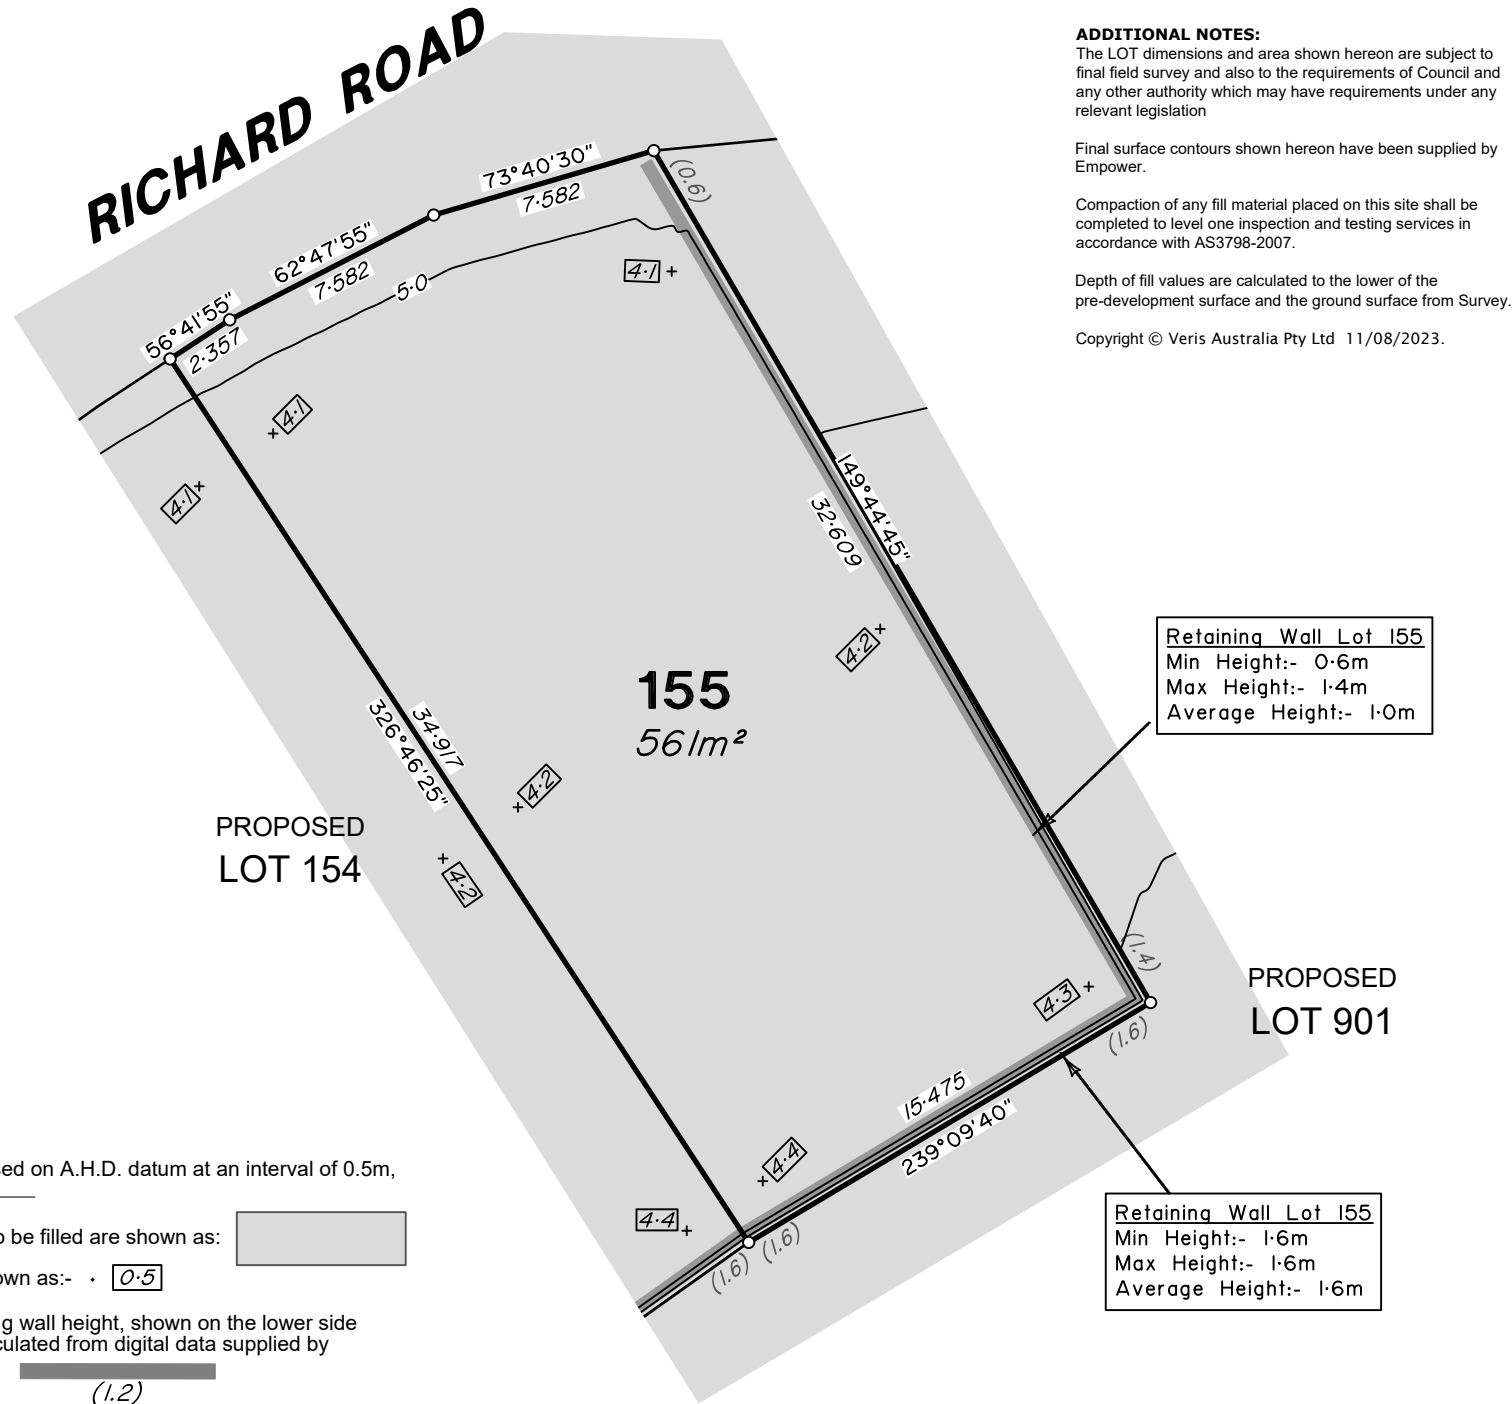 RICHARD ROAD
ADDITIONAL NOTES:
The LOT dimensions and area shown hereon are subject to
final field survey and also to the requirements of Council and
any other authority which may have requirements under any
relevant legislation
Final surface contours shown hereon have been supplied by
Empower.
Compaction of any fill material placed on this site shall be
completed to level one inspection and testing services in
accordance with AS3798-2007.
Depth of fill values are calculated to the lower of the
pre-development surface and the ground surface from Survey.
Copyright © Veris Australia Pty Ltd 11/08/2023.
73°40'30"
7·582
(0.6)
62°47'55"
7·582
5·0
4·1
56°41'55"
2·357
4·1
4·1
149°44'45"
32·609
4·2
155
561m²
Retaining Wall Lot 155
Min Height:- 0·6m
Max Height:- 1·4m
Average Height:- 1·0m
34·917
326°46'25"
4·2
PROPOSED
LOT 154
4·2
(1.4)
4·3
PROPOSED
LOT 901
(1.6)
15·475
239°09'40"
4·4
4·4
(1.6)
(1.6)
Retaining Wall Lot 155
Min Height:- 1·6m
Max Height:- 1·6m
Average Height:- 1·6m
sed on A.H.D. datum at an interval of 0.5m,
o be filled are shown as:
own as:- · 0·5
g wall height, shown on the lower side
culated from digital data supplied by
(1.2)